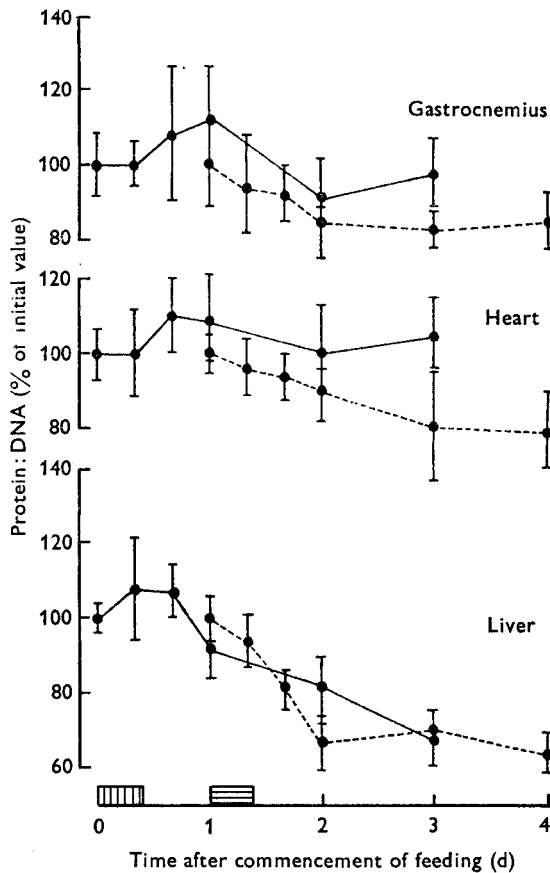 140
120
100
80
Gastrocnemius
120
100
80
Heart
140
120
100
80
60
Liver
Protein:DNA (% of initial value)
0 1 2 3 4
Time after commencement of feeding (d)